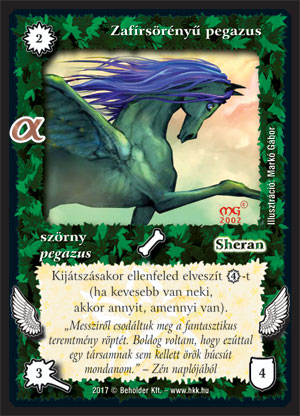 2
Zafírsörényű pegazus
α
MG ©
2002
Illusztráció: Markó Gábor
szörny
pegazus
Sheran
Kijátszásakor ellenfeled elveszít 4-t
(ha kevesebb van neki,
akkor annyit, amennyi van).
„Messziről csodáltuk meg a fantasztikus
teremtmény röptét. Boldog voltam, hogy ezúttal
egy társamnak sem kellett örök búcsút
mondanom.” – Zén naplójából
3
4
2017 © Beholder Kft. – www.hkk.hu